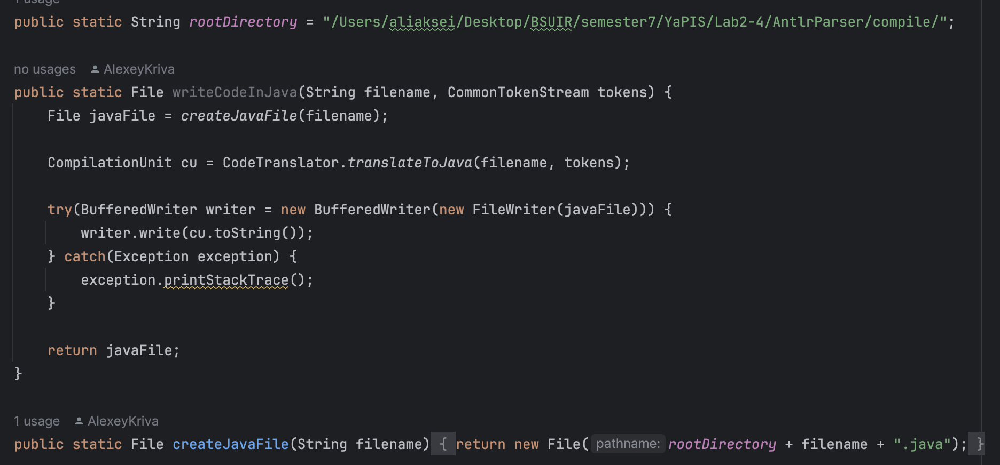 1 usage
public static String rootDirectory = "/Users/aliaksei/Desktop/BSUIR/semester7/YaPIS/Lab2-4/AntlrParser/compile/";
no usages AlexeyKriva
public static File writeCodeInJava(String filename, CommonTokenStream tokens) {
    File javaFile = createJavaFile(filename);
    CompilationUnit cu = CodeTranslator.translateToJava(filename, tokens);
    try(BufferedWriter writer = new BufferedWriter(new FileWriter(javaFile))) {
        writer.write(cu.toString());
    } catch(Exception exception) {
        exception.printStackTrace();
    }
    return javaFile;
}
1 usage AlexeyKriva
public static File createJavaFile(String filename) { return new File( pathname: rootDirectory + filename + ".java"); }